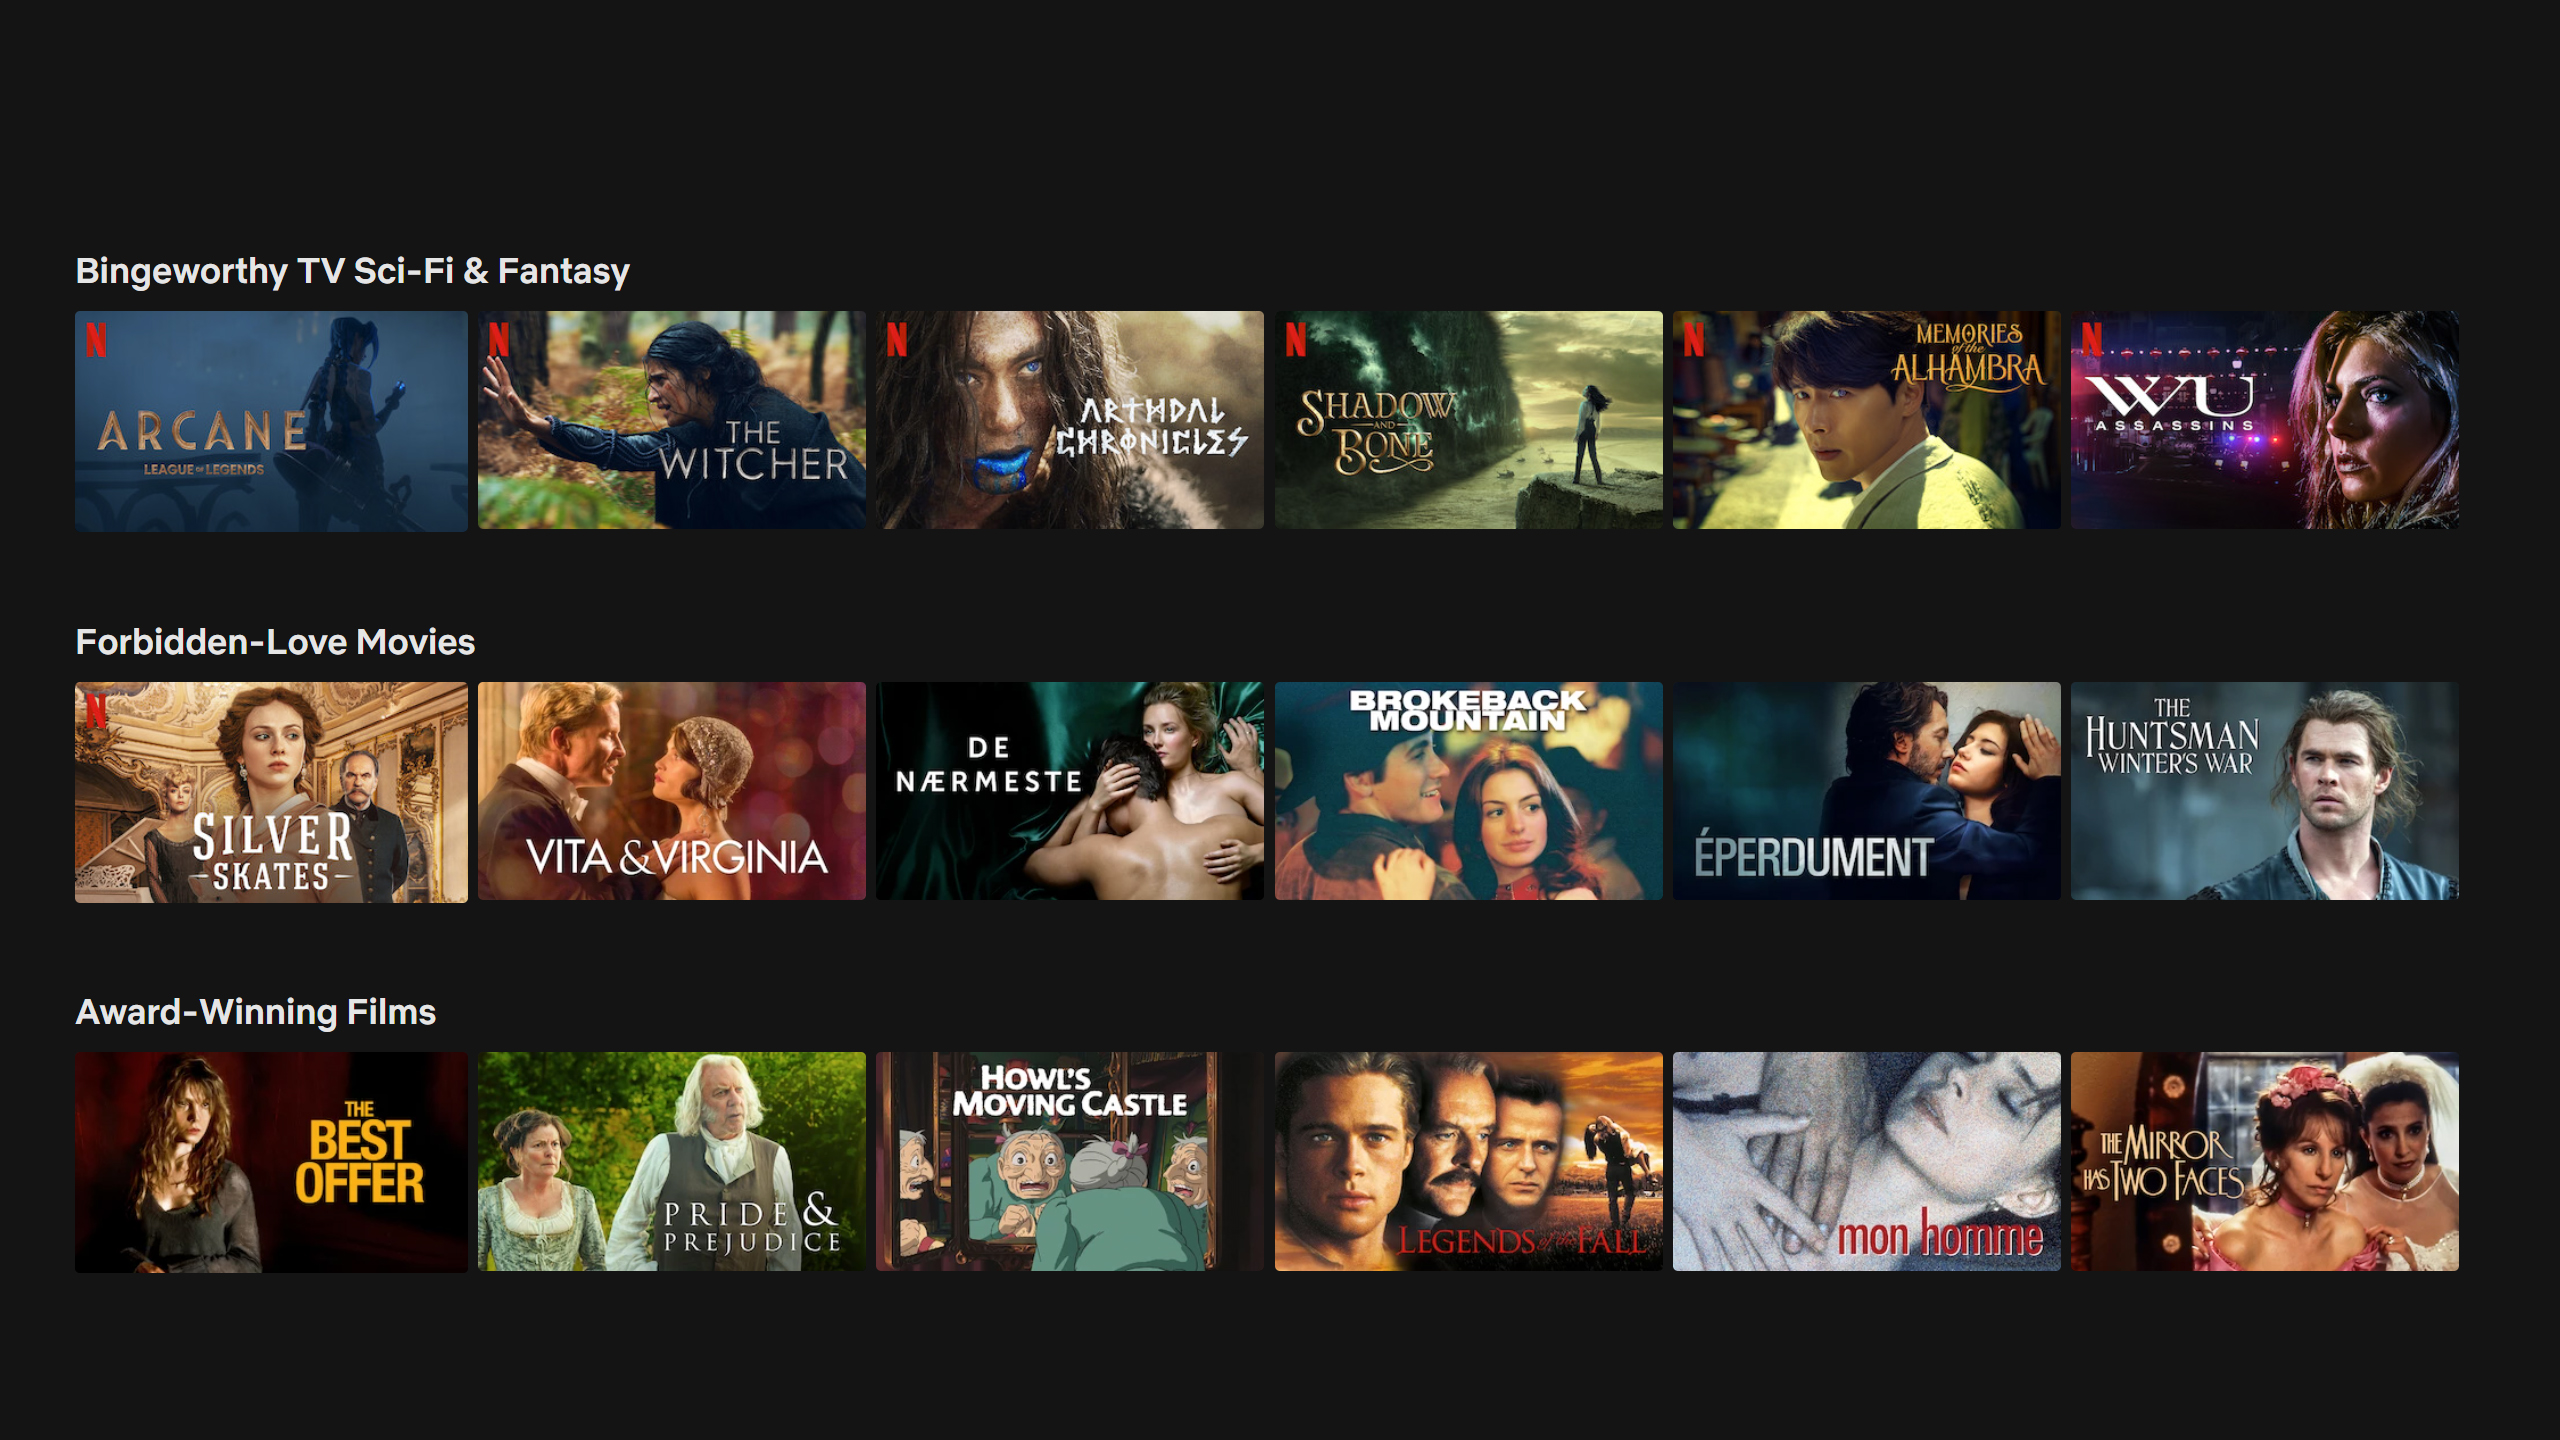 Bingeworthy TV Sci-Fi & Fantasy
N
ARCANE
LEAGUE OF LEGENDS
N
THE
WITCHER
N
ARTHDAL
CHRONICLES
N
SHADOW
AND
BONE
N
MEMORIES
of the
ALHAMBRA
N
WU
ASSASSINS
Forbidden-Love Movies
N
SILVER
SKATES
VITA & VIRGINIA
DE
NÆRMESTE
BROKEBACK
MOUNTAIN
ÉPERDUMENT
THE
HUNTSMAN
WINTER'S WAR
Award-Winning Films
THE
BEST
OFFER
PRIDE &
PREJUDICE
HOWL'S
MOVING CASTLE
LEGENDS of the FALL
mon homme
THE MIRROR
HAS TWO FACES